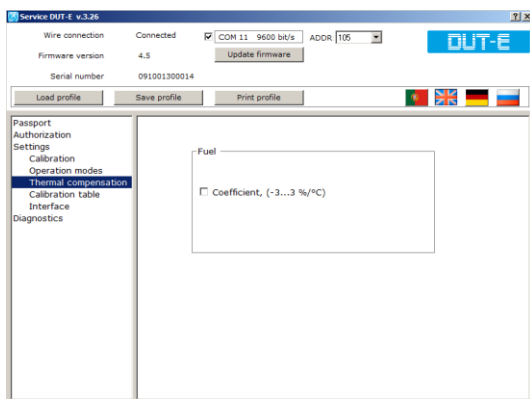 Service DUT-E v.3.26
Wire connection Connected COM 11 9600 bit/s ADDR 105
DUT-E
Firmware version 4.5 Update firmware
Serial number 091001300014
Load profile Save profile Print profile
Passport
Authorization
Settings
Calibration
Operation modes
Thermal compensation
Calibration table
Interface
Diagnostics
Fuel
Coefficient, (-3...3 %/°C)